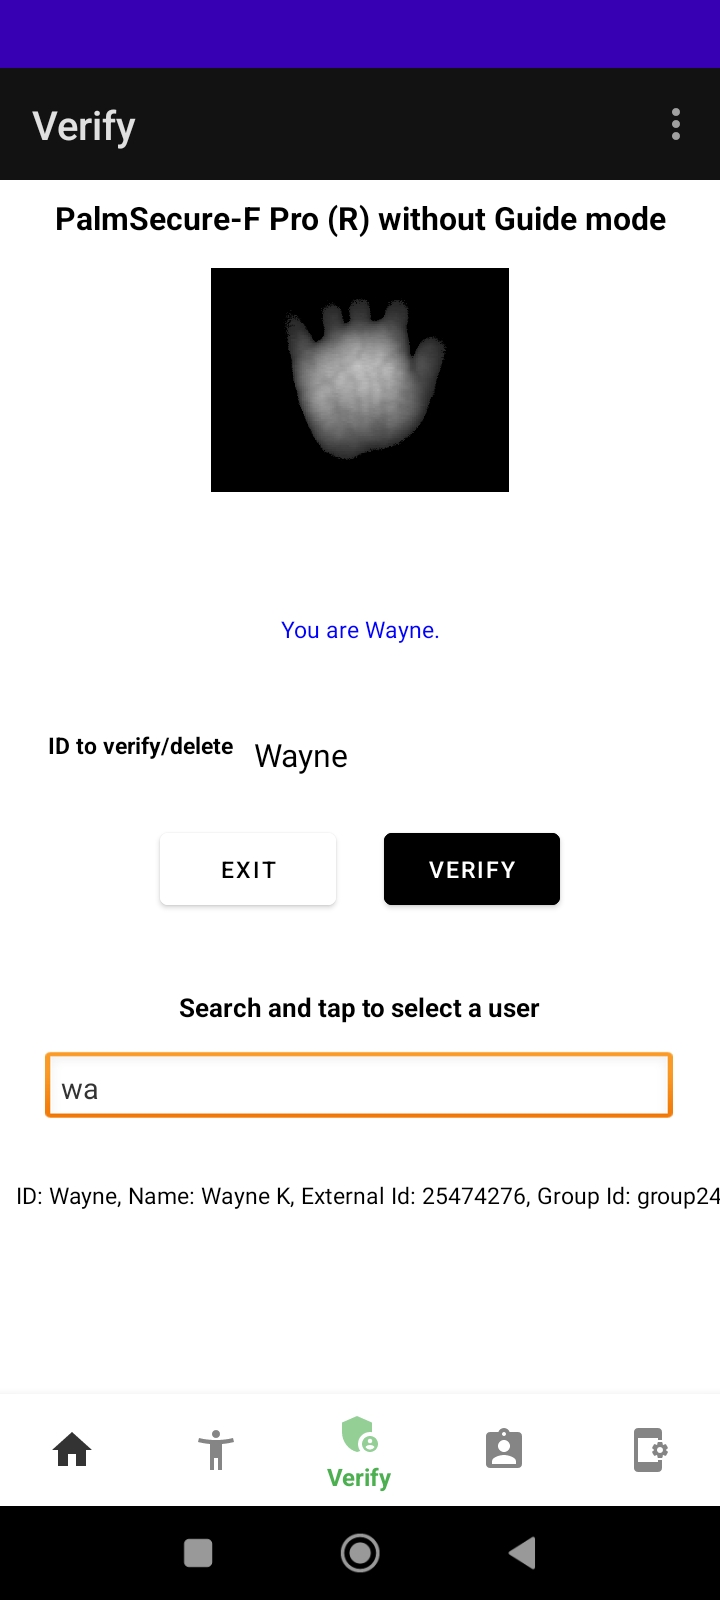 Verify
PalmSecure-F Pro (R) without Guide mode
You are Wayne.
ID to verify/delete Wayne
EXIT VERIFY
Search and tap to select a user
wa
ID: Wayne, Name: Wayne K, External Id: 25474276, Group Id: group24
Verify